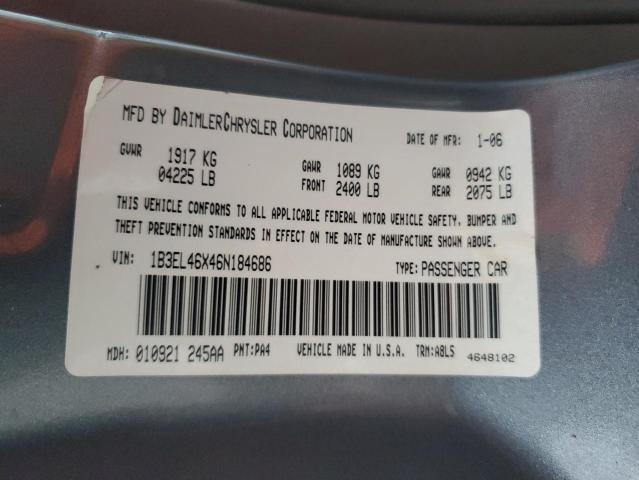 MFD BY DAIMLERCHRYSLER CORPORATION DATE OF MFR: 1-06
GVWR 1917 KG GAWR 1089 KG GAWR 0942 KG
04225 LB FRONT 2400 LB REAR 2075 LB
THIS VEHICLE CONFORMS TO ALL APPLICABLE FEDERAL MOTOR VEHICLE SAFETY, BUMPER AND
THEFT PREVENTION STANDARDS IN EFFECT ON THE DATE OF MANUFACTURE SHOWN ABOVE.
VIN: 1B3EL46X46N184686 TYPE: PASSENGER CAR
MDH: 010921 245AA PNT: PA4 VEHICLE MADE IN U.S.A. TRM: A8L5 4648102